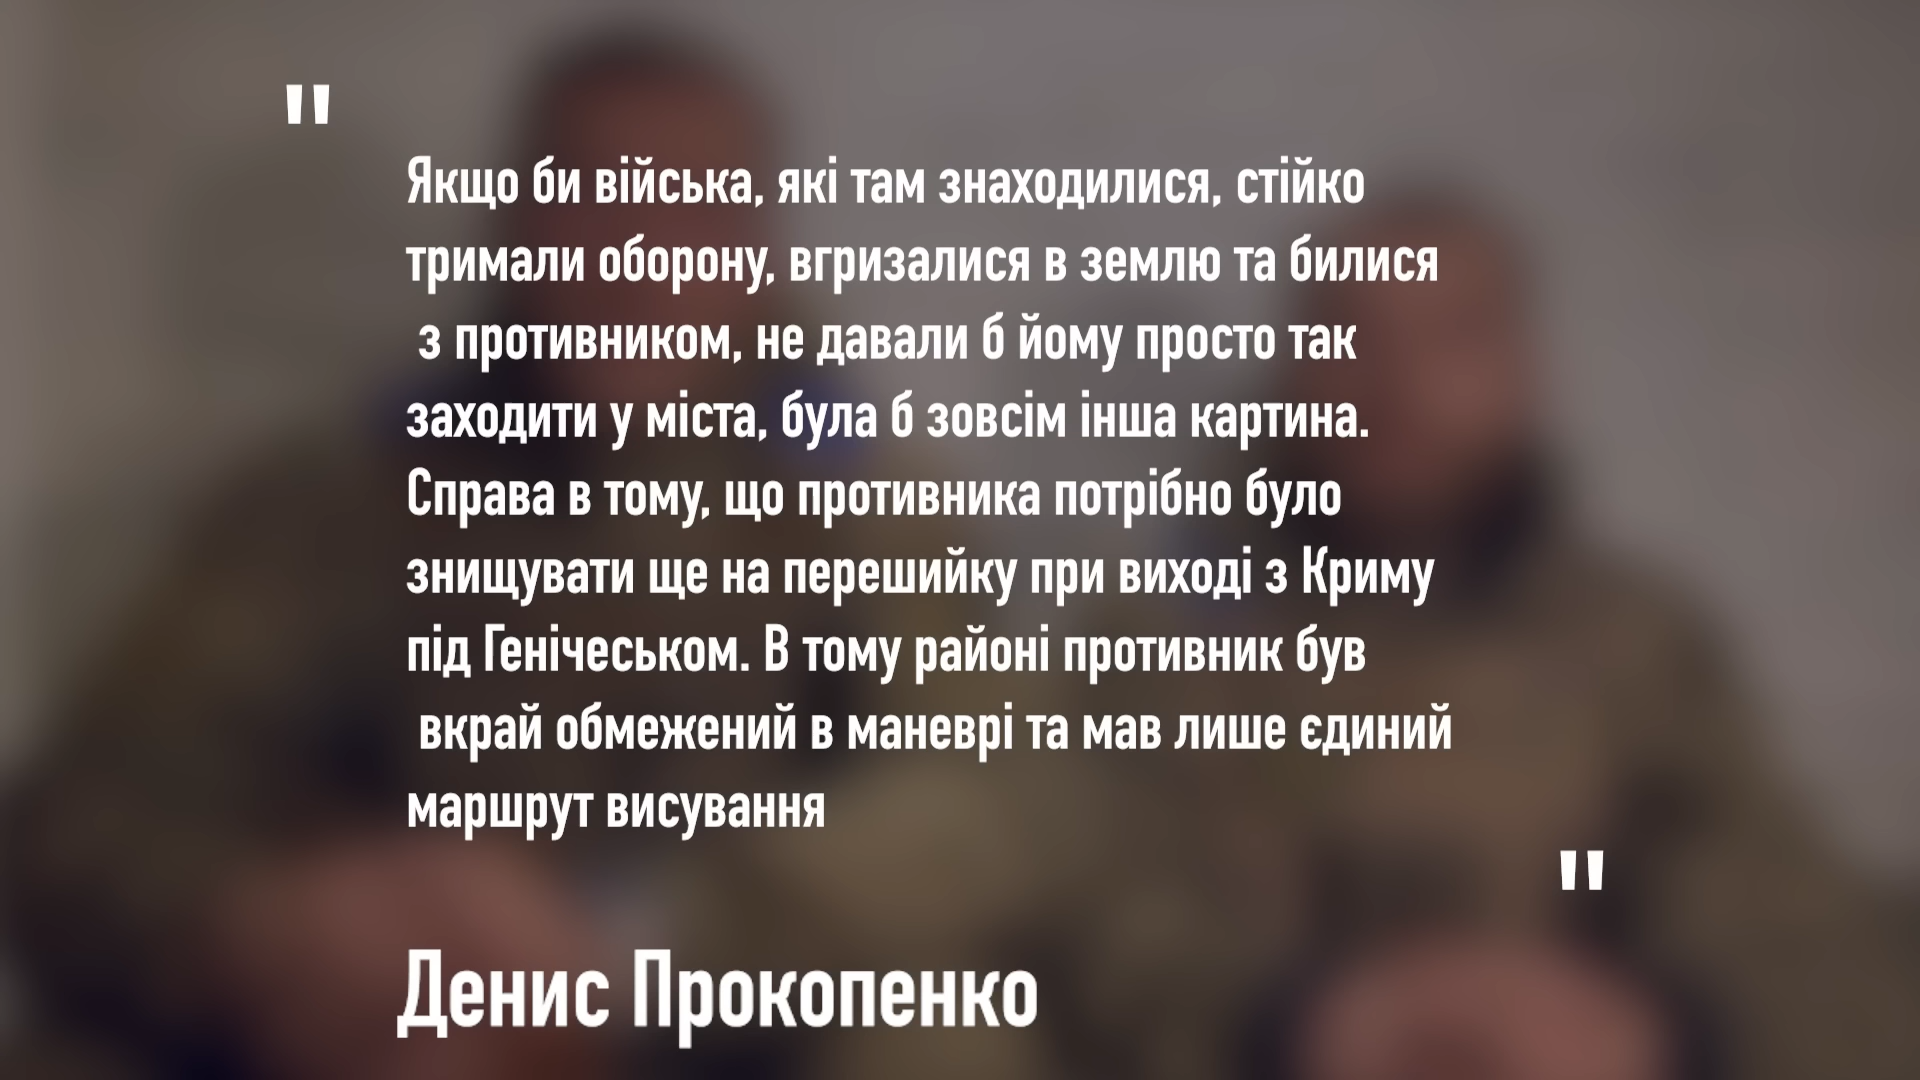 "
Якщо би війська, які там знаходилися, стійко
тримали оборону, вгризалися в землю та билися
з противником, не давали б йому просто так
заходити у міста, була б зовсім інша картина.
Справа в тому, що противника потрібно було
знищувати ще на перешийку при виході з Криму
під Генічеськом. В тому районі противник був
вкрай обмежений в маневрі та мав лише єдиний
маршрут висування
"
Денис Прокопенко